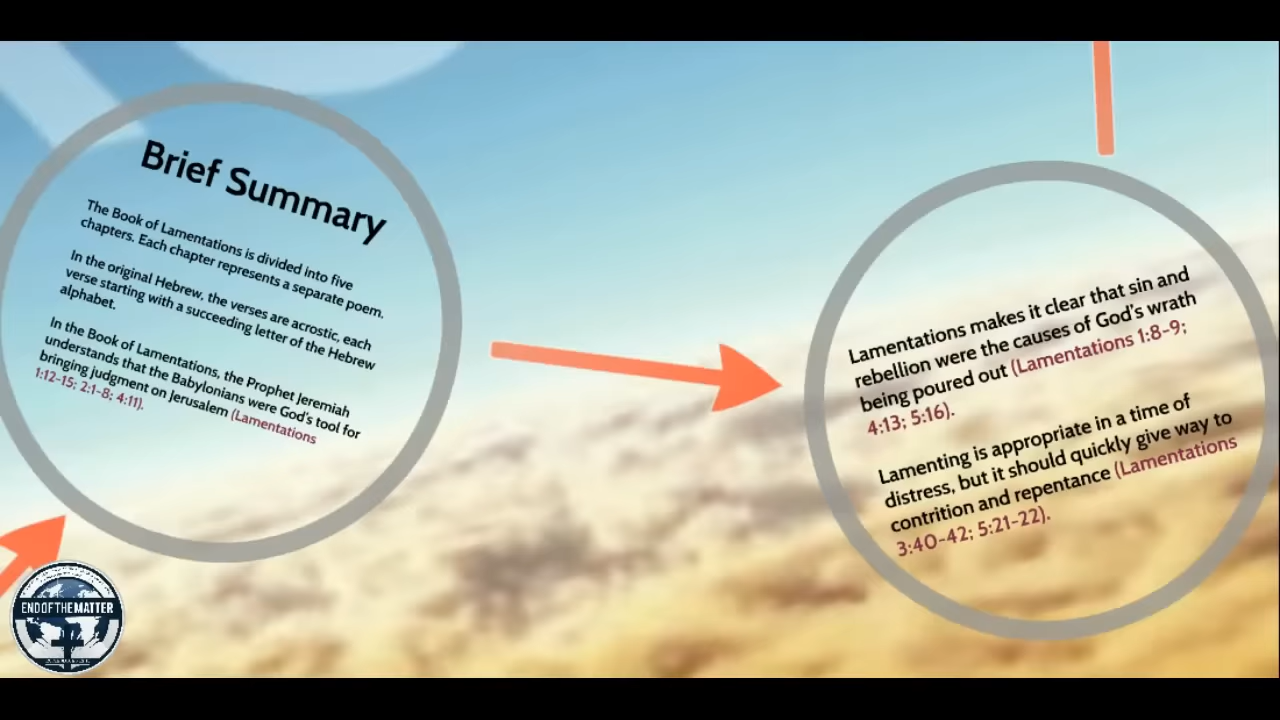 Brief Summary
The Book of Lamentations is divided into five
chapters. Each chapter represents a separate poem.
In the original Hebrew, the verses are acrostic, each
verse starting with a succeeding letter of the Hebrew
alphabet.
In the Book of Lamentations, the Prophet Jeremiah
understands that the Babylonians were God's tool for
bringing judgment on Jerusalem (Lamentations
1:12-15; 2:1-8; 4:11).
Lamentations makes it clear that sin and
rebellion were the causes of God's wrath
being poured out (Lamentations 1:8-9;
4:13; 5:16).
Lamenting is appropriate in a time of
distress, but it should quickly give way to
contrition and repentance (Lamentations
3:40-42; 5:21-22).
ENDOFTHEMATTER